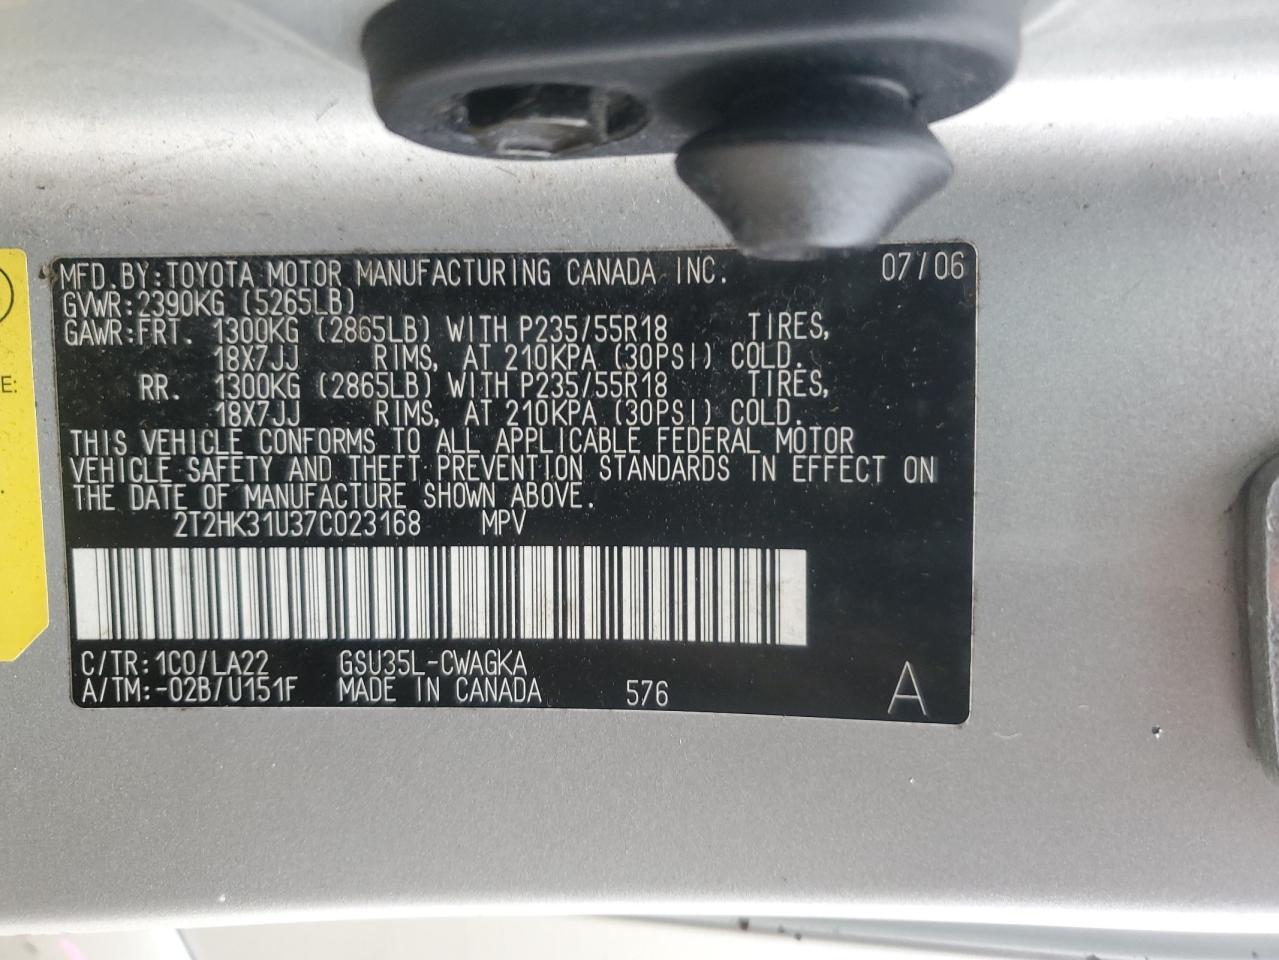 MFD.BY:TOYOTA MOTOR MANUFACTURING CANADA INC. 07/06
GVWR:2390KG (5265LB)
GAWR:FRT. 1300KG (2865LB) WITH P235/55R18 TIRES,
18X7JJ RIMS, AT 210KPA (30PSI) COLD.
RR. 1300KG (2865LB) WITH P235/55R18 TIRES,
18X7JJ RIMS, AT 210KPA (30PSI) COLD.
THIS VEHICLE CONFORMS TO ALL APPLICABLE FEDERAL MOTOR
VEHICLE SAFETY AND THEFT PREVENTION STANDARDS IN EFFECT ON
THE DATE OF MANUFACTURE SHOWN ABOVE.
2T2HK31U37C023168 MPV
C/TR:1C0/LA22 GSU35L-CWAGKA
A/TM:-02B/U151F MADE IN CANADA 576 A
E: